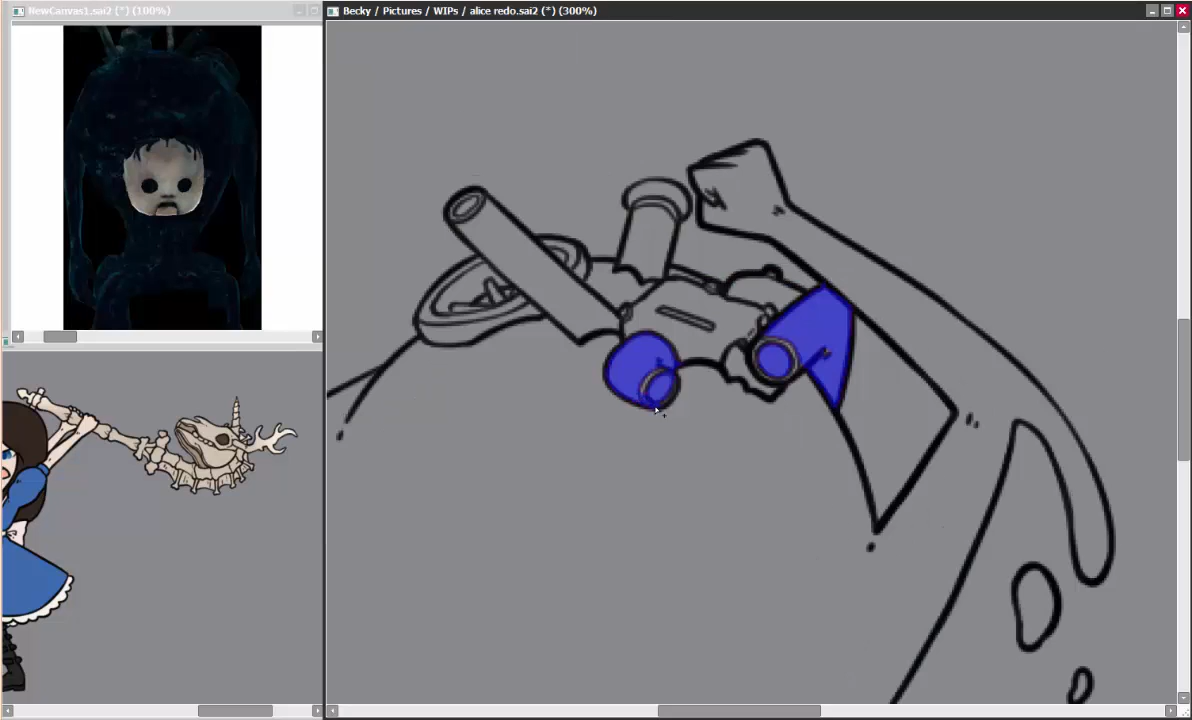 NewCanvas1.sai2 (*) (100%)
Becky / Pictures / WIPs / alice redo.sai2 (*) (300%)